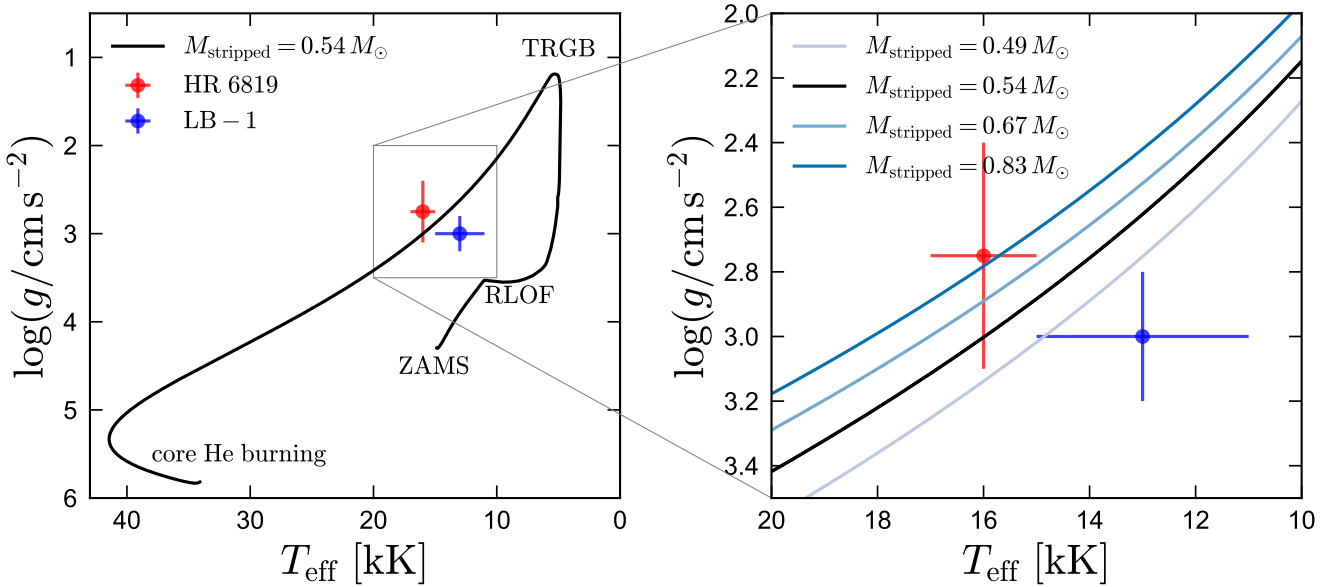 M_stripped = 0.54 M_⊙
HR 6819
LB − 1
TRGB
RLOF
ZAMS
core He burning
1
2
3
4
5
6
40
30
20
10
0
log(g/cm s^−2)
T_eff [kK]
M_stripped = 0.49 M_⊙
M_stripped = 0.54 M_⊙
M_stripped = 0.67 M_⊙
M_stripped = 0.83 M_⊙
2.0
2.2
2.4
2.6
2.8
3.0
3.2
3.4
20
18
16
14
12
10
log(g/cm s^−2)
T_eff [kK]